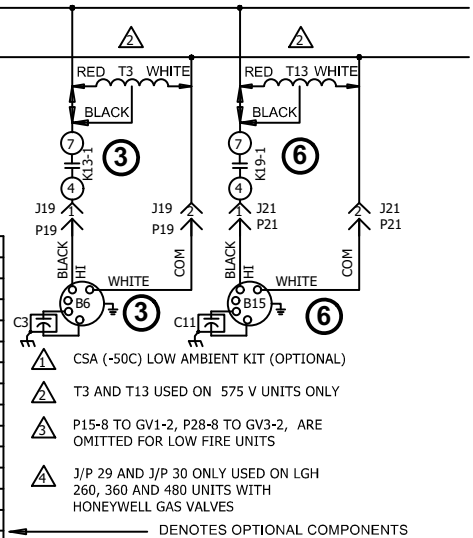 2 2
RED T3 WHITE RED T13 WHITE
BLACK BLACK
7 K13-1 4 3 7 K19-1 4 6
J19 1 J19 2 J21 1 J21 2
P19 P19 P21 P21
BLACK HI WHITE COM BLACK HI WHITE COM
C3 B6 3 C11 B15 6
1 CSA (-50C) LOW AMBIENT KIT (OPTIONAL)
2 T3 AND T13 USED ON 575 V UNITS ONLY
3 P15-8 TO GV1-2, P28-8 TO GV3-2, ARE
OMITTED FOR LOW FIRE UNITS
4 J/P 29 AND J/P 30 ONLY USED ON LGH
260, 360 AND 480 UNITS WITH
HONEYWELL GAS VALVES
DENOTES OPTIONAL COMPONENTS